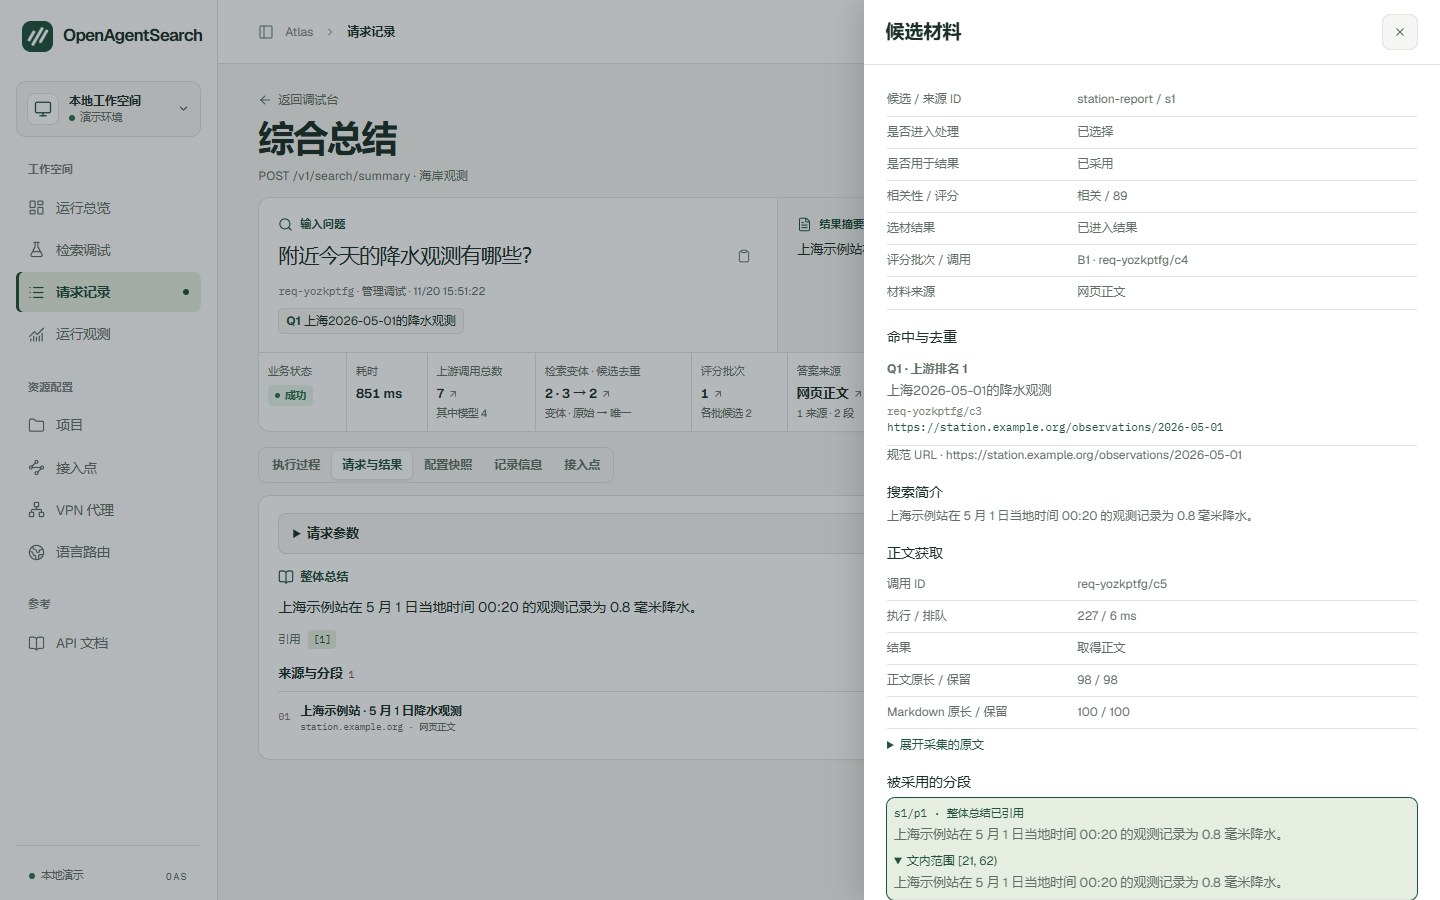 OpenAgentSearch
本地工作空间
演示环境
工作空间
运行总览
检索调试
请求记录
运行观测
资源配置
项目
接入点
VPN 代理
语言路由
参考
API 文档
本地演示
OAS
Atlas
请求记录
返回调试台
综合总结
POST /v1/search/summary · 海岸观测
输入问题
附近今天的降水观测有哪些?
req-yozkptfg · 管理调试 · 11/20 15:51:22
Q1 上海2026-05-01的降水观测
结果摘要
上海示例站
业务状态
成功
耗时
851 ms
上游调用总数
7 ↗
其中模型 4
检索变体 · 候选去重
2 · 3 → 2 ↗
变体 · 原始 → 唯一
评分批次
1 ↗
各批候选 2
答案来源
网页正文 ↗
1 来源 · 2 段
执行过程
请求与结果
配置快照
记录信息
接入点
▶ 请求参数
整体总结
上海示例站在 5 月 1 日当地时间 00:20 的观测记录为 0.8 毫米降水。
引用 [1]
来源与分段 1
01 上海示例站 · 5 月 1 日降水观测
station.example.org · 网页正文
候选材料
×
候选 / 来源 ID station-report / s1
是否进入处理 已选择
是否用于结果 已采用
相关性 / 评分 相关 / 89
选材结果 已进入结果
评分批次 / 调用 B1 · req-yozkptfg/c4
材料来源 网页正文
命中与去重
Q1 · 上游排名 1
上海2026-05-01的降水观测
req-yozkptfg/c3
https://station.example.org/observations/2026-05-01
规范 URL · https://station.example.org/observations/2026-05-01
搜索简介
上海示例站在 5 月 1 日当地时间 00:20 的观测记录为 0.8 毫米降水。
正文获取
调用 ID req-yozkptfg/c5
执行 / 排队 227 / 6 ms
结果 取得正文
正文原长 / 保留 98 / 98
Markdown 原长 / 保留 100 / 100
▶ 展开采集的原文
被采用的分段
s1/p1 · 整体总结已引用
上海示例站在 5 月 1 日当地时间 00:20 的观测记录为 0.8 毫米降水。
▼ 文内范围 [21, 62)
上海示例站在 5 月 1 日当地时间 00:20 的观测记录为 0.8 毫米降水。